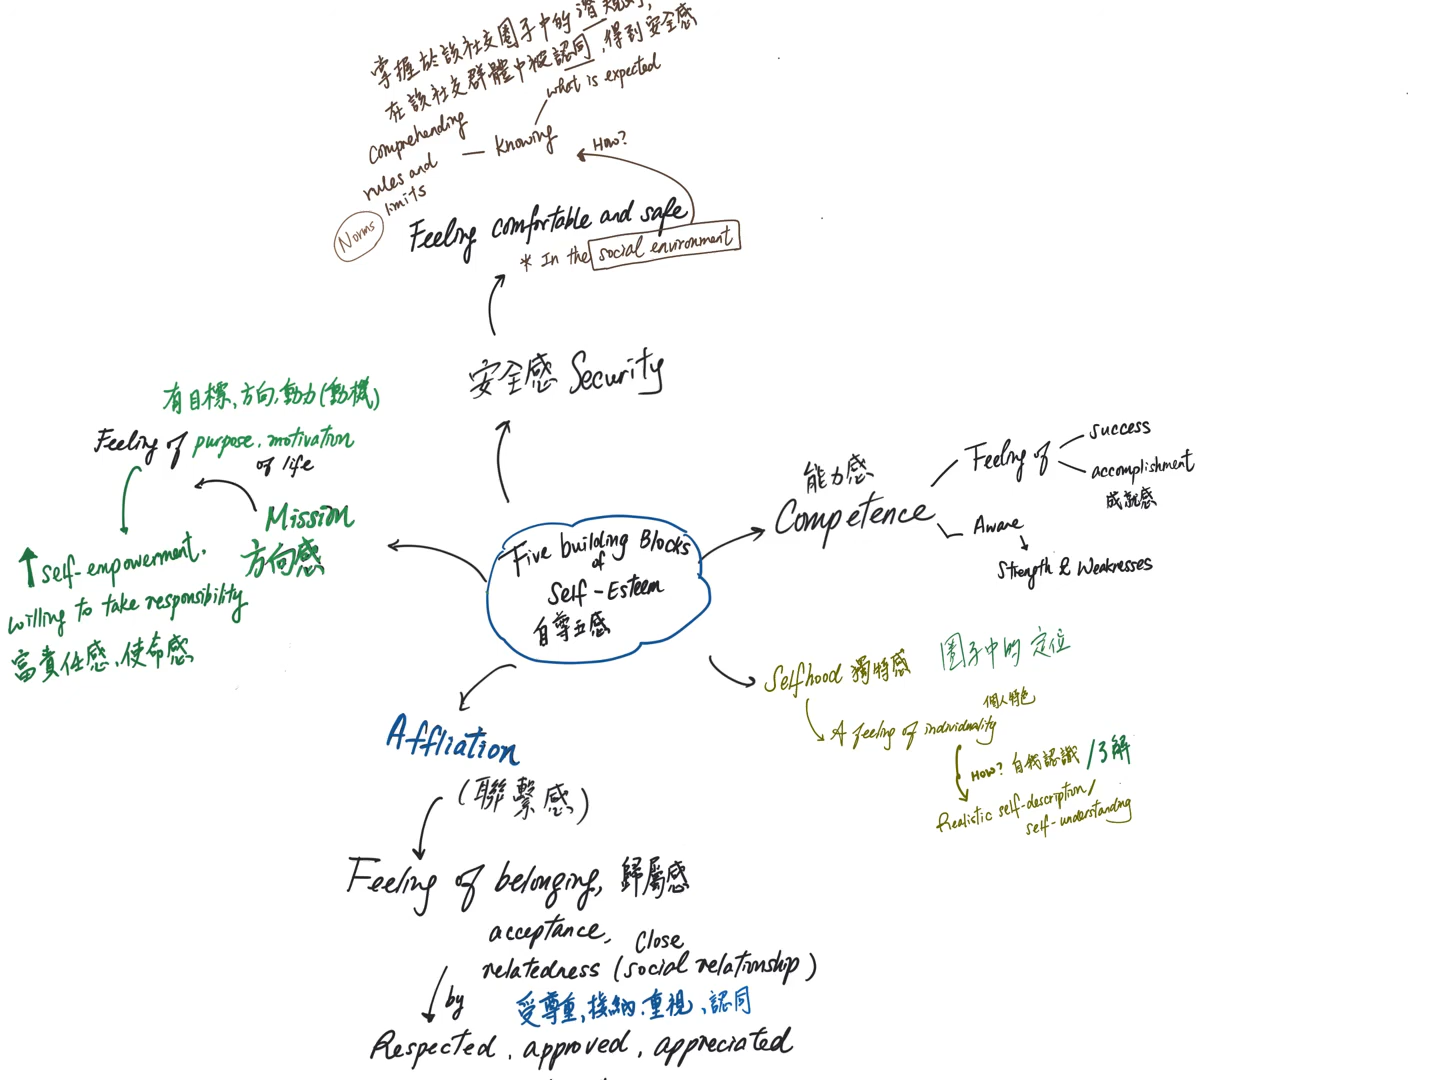 掌握於該社交圈子中的潛規則,
在該社交群體中被認同,得到安全感
what is expected
comprehending
rules and
limits
— Knowing
How?
Norms
Feeling comfortable and safe
* In the social environment
安全感 Security
有目標、方向,動力(動機)
Feeling of purpose, motivation
of life
Mission
方向感
↑ self-empowerment,
willing to take responsibility
富責任感、使命感
Five building Blocks
of
Self-Esteem
自尊五感
能力感
Competence
Feeling of
success
accomplishment
成就感
Aware
Strength & Weaknesses
Selfhood 獨特感
圈子中的 定位
個人特色
A feeling of individuality
How? 自我認識 /了解
Realistic self-description/
self-understanding
Affliation
(聯繫感)
Feeling of belonging, 歸屬感
acceptance,
Close
relatedness (social relationship)
by
受尊重,接納,重視、認同
Respected, approved, appreciated